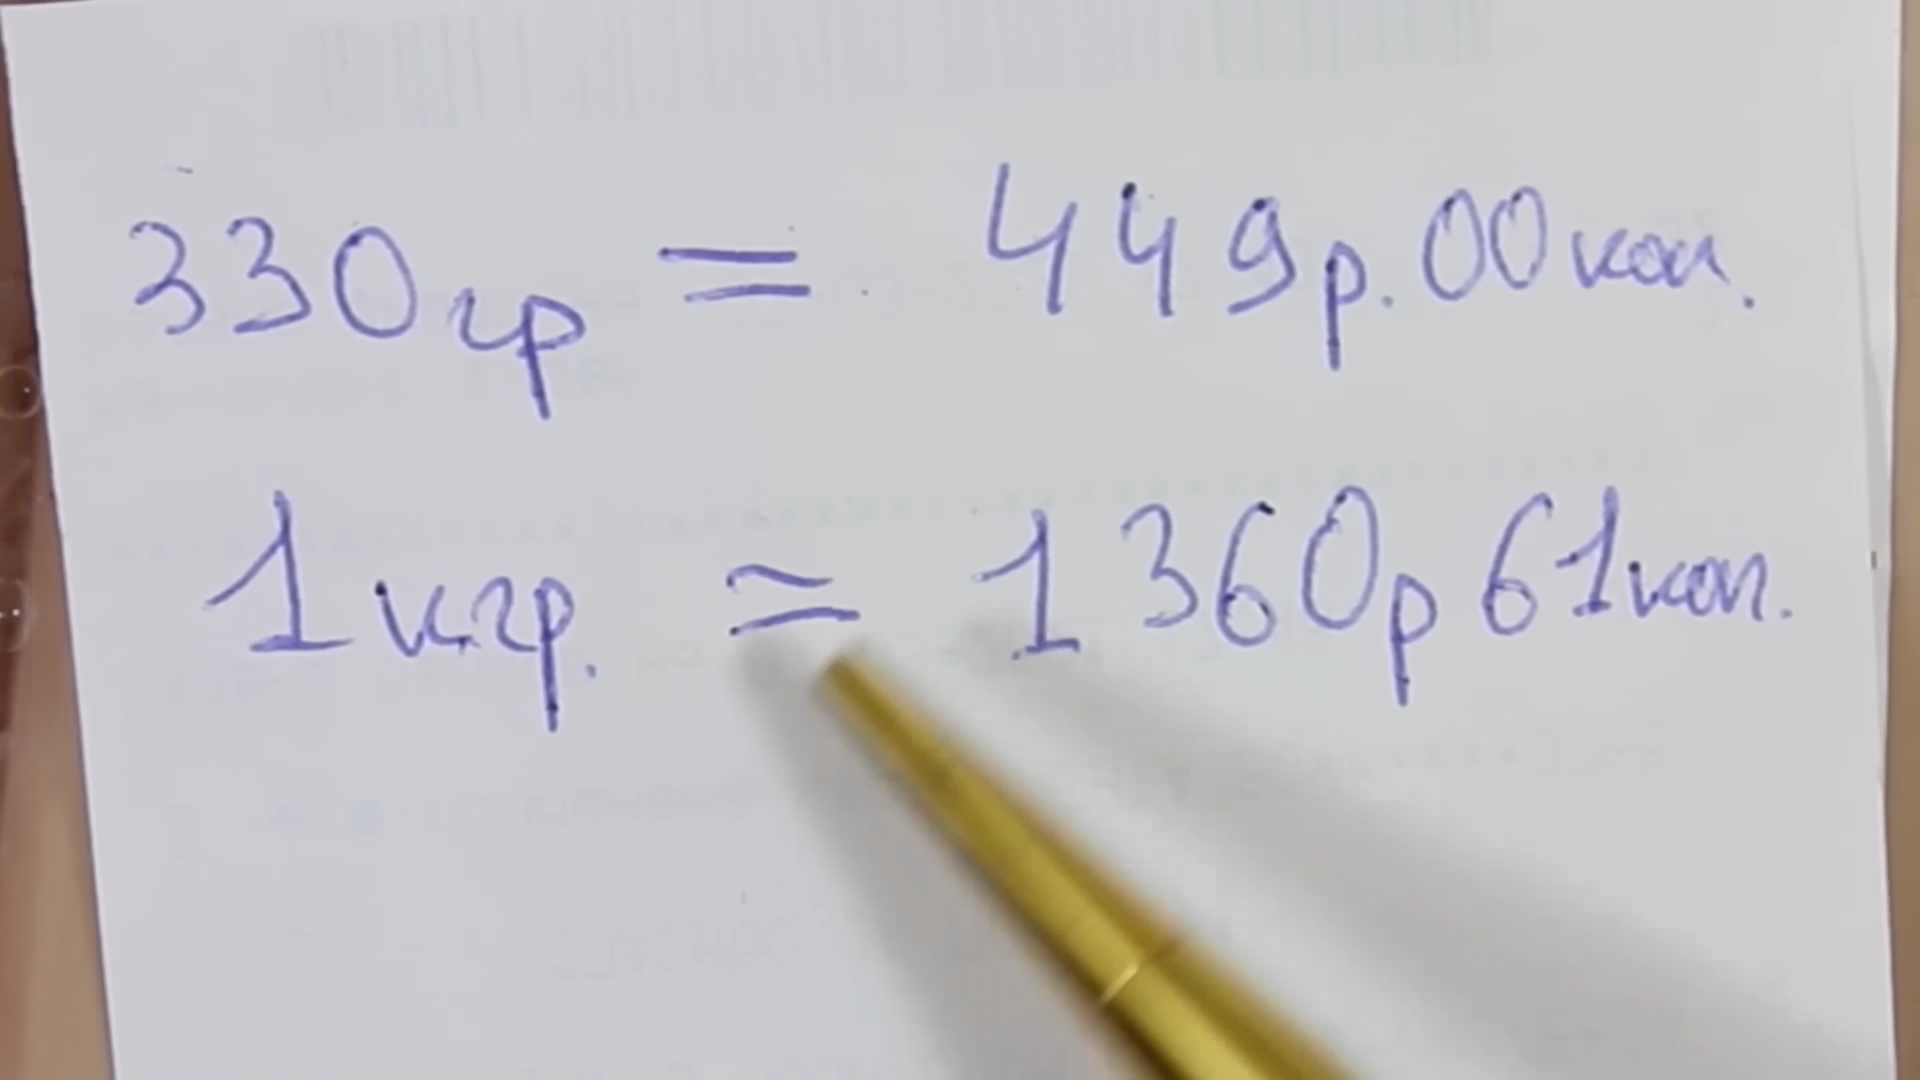 330гр = 449р.00коп.
1кгр. ≃ 1360р 61коп.